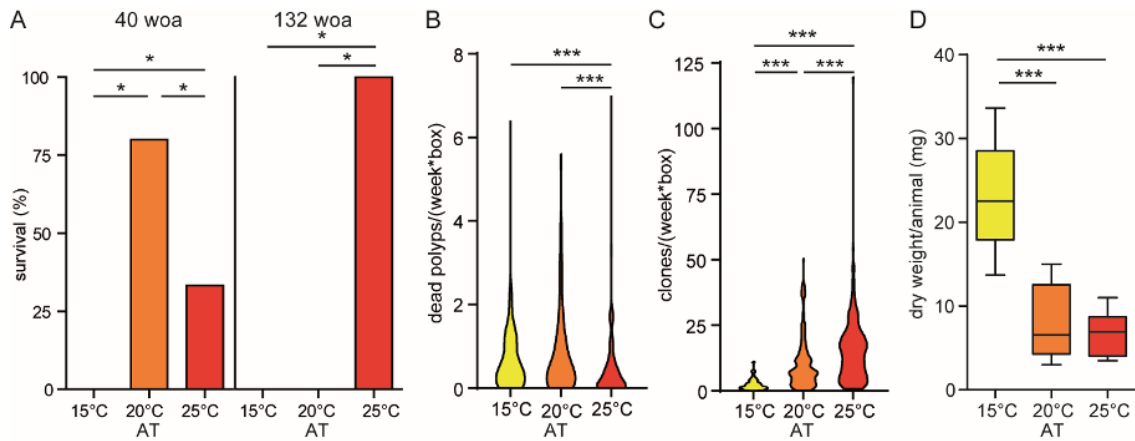 A
40 woa
132 woa
* * * * *
survival (%)
100
75
50
25
0
15°C 20°C 25°C 15°C 20°C 25°C
AT
B
*** ***
dead polyps/(week*box)
8
6
4
2
0
15°C 20°C 25°C
AT
C
*** *** ***
clones/(week*box)
125
100
75
50
25
0
15°C 20°C 25°C
AT
D
*** ***
dry weight/animal (mg)
40
30
20
10
0
15°C 20°C 25°C
AT